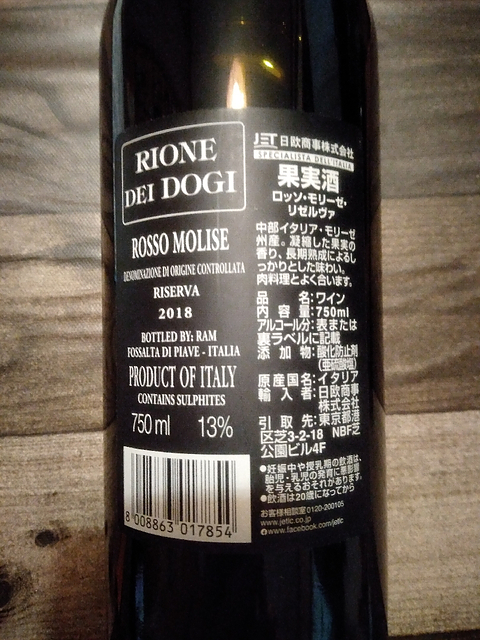 RIONE
DEI DOGI
ROSSO MOLISE
DENOMINAZIONE DI ORIGINE CONTROLLATA
RISERVA
2018
BOTTLED BY: RAM
FOSSALTA DI PIAVE - ITALIA
PRODUCT OF ITALY
CONTAINS SULPHITES
750 ml 13%
8 008863 017854
JET 日欧商事株式会社
SPECIALISTA DELL'ITALIA
果実酒
ロッソ・モリーゼ・
リゼルヴァ
中部イタリア・モリーゼ
州産。凝縮した果実の
香り、長期熟成によるし
っかりとした味わい。
肉料理とよく合います。
品名:ワイン
内容量:750ml
アルコール分:表または
裏ラベルに記載
添加物:酸化防止剤
(亜硫酸塩)
原産国名:イタリア
輸入者:日欧商事
株式会社
引取先:東京都港
区芝3-2-18 NBF芝
公園ビル4F
●妊娠中や授乳期の飲酒は、
胎児・乳児の発育に悪影響
を与えるおそれがあります。
●飲酒は20歳になってから
お客様相談室0120-200105
www.jetlc.co.jp
www.facebook.com/jetlc